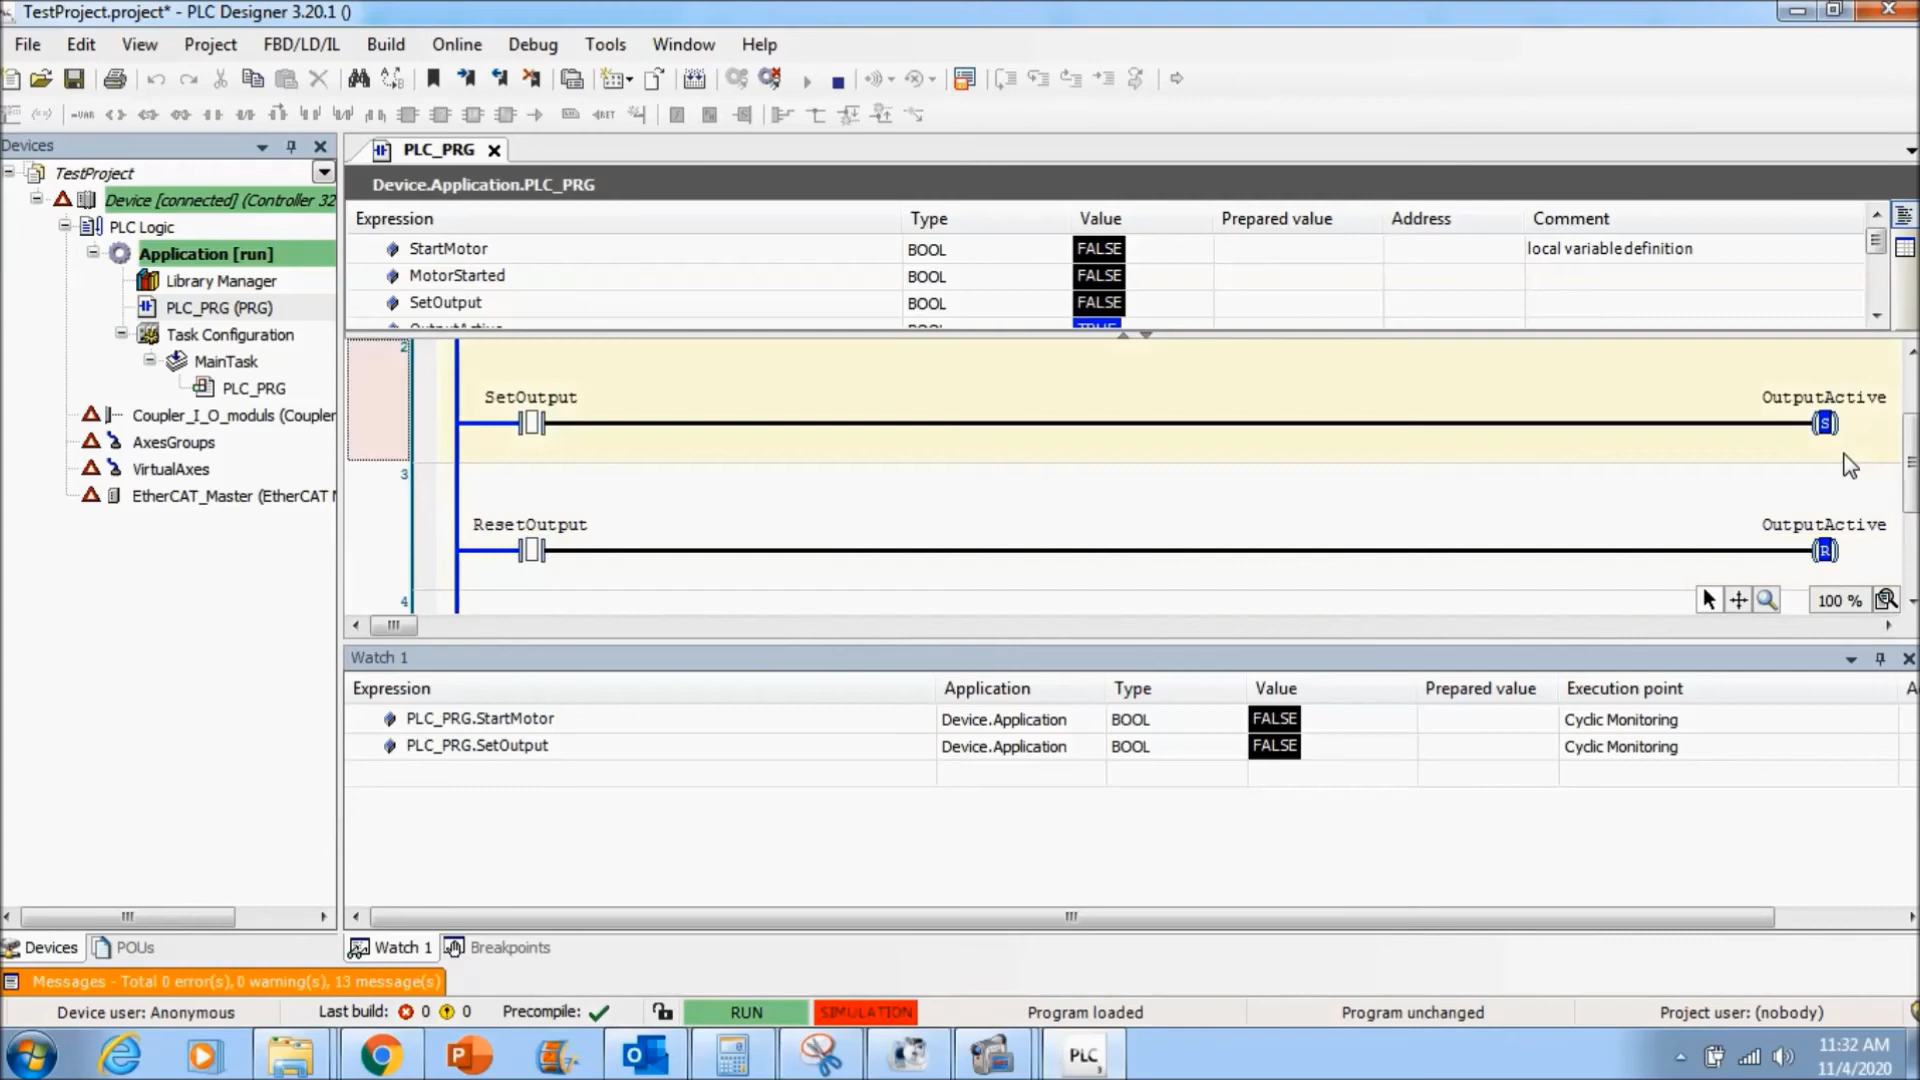 TestProject.project* - PLC Designer 3.20.1 ()
File Edit View Project FBD/LD/IL Build Online Debug Tools Window Help
Devices
TestProject
Device [connected] (Controller 32
PLC Logic
Application [run]
Library Manager
PLC_PRG (PRG)
Task Configuration
MainTask
PLC_PRG
Coupler_I_O_moduls (Coupler
AxesGroups
VirtualAxes
EtherCAT_Master (EtherCAT
Devices POUs
PLC_PRG
Device.Application.PLC_PRG
Expression Type Value Prepared value Address Comment
StartMotor BOOL FALSE local variable definition
MotorStarted BOOL FALSE
SetOutput BOOL FALSE
OutputActive BOOL TRUE
2
SetOutput OutputActive
S
3
ResetOutput OutputActive
R
4
100 %
Watch 1
Expression Application Type Value Prepared value Execution point
PLC_PRG.StartMotor Device.Application BOOL FALSE Cyclic Monitoring
PLC_PRG.SetOutput Device.Application BOOL FALSE Cyclic Monitoring
Watch 1 Breakpoints
Messages - Total 0 error(s), 0 warning(s), 13 message(s)
Device user: Anonymous Last build: 0 0 Precompile: RUN SIMULATION Program loaded Program unchanged Project user: (nobody)
PLC
11:32 AM
11/4/2020